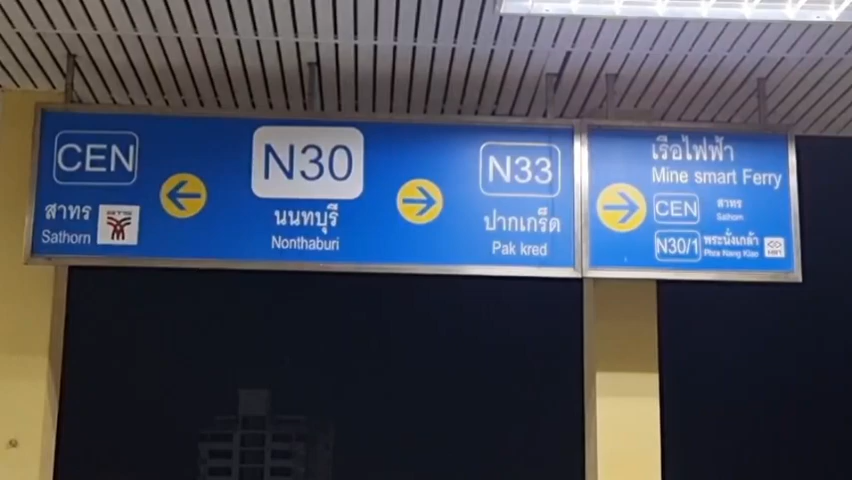 CEN
สาทร
Sathorn
BTS
N30
นนทบุรี
Nonthaburi
N33
ปากเกร็ด
Pak kred
เรือไฟฟ้า
Mine smart Ferry
CEN
สาทร
Sathorn
N30/1
พระนั่งเกล้า
Phra Nang Klao
MRT